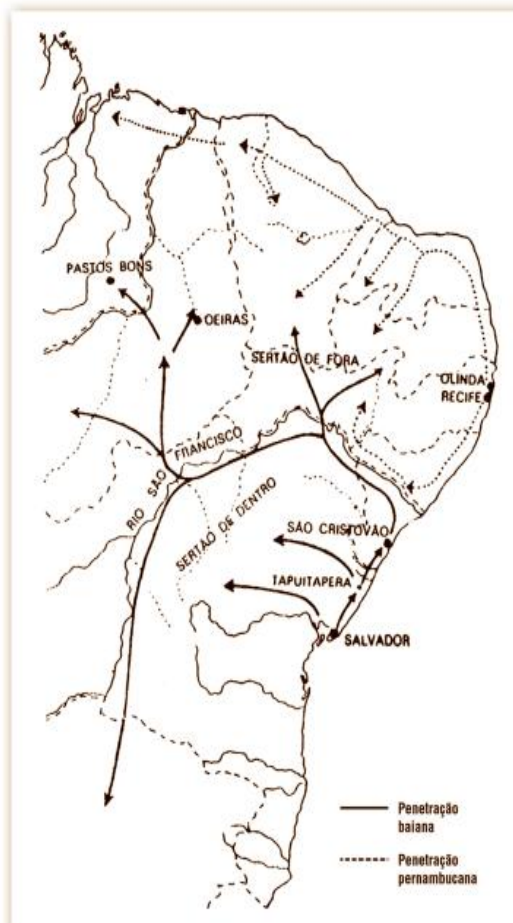 PASTOS BONS
OEIRAS
SERTÃO DE FORA
OLINDA
RECIFE
RIO SÃO FRANCISCO
SERTÃO DE DENTRO
SÃO CRISTOVÃO
TAPUITAPERA
SALVADOR
Penetração
baiana
Penetração
pernambucana